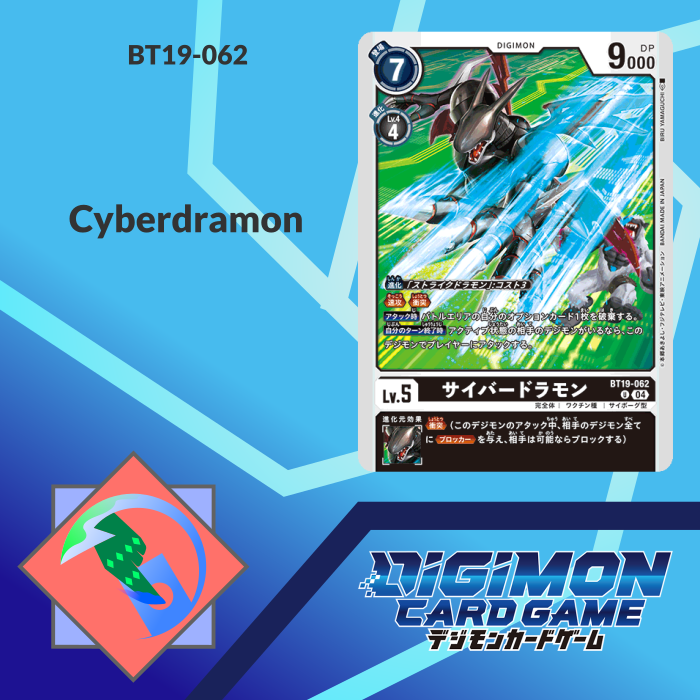 BT19-062
Cyberdramon
登場
7
DIGIMON
DP
9000
進化
Lv.4
4
BIRU YAMAGUCHI
BANDAI MADE IN JAPAN
進化「ストライクドラモン」:コスト3
速攻 衝突
アタック時 バトルエリアの自分のオプションカード1枚を破棄する。
自分のターン終了時 アクティブ状態の相手のデジモンがいるなら、この
デジモンでプレイヤーにアタックする。
BT19-062
Lv.5
サイバードラモン
U 04
完全体 | ワクチン種 | サイボーグ型
進化元効果
衝突 (このデジモンのアタック中、相手のデジモン全て
に ブロッカー を与え、相手は可能ならブロックする)
DIGIMON
CARD GAME
デジモンカードゲーム